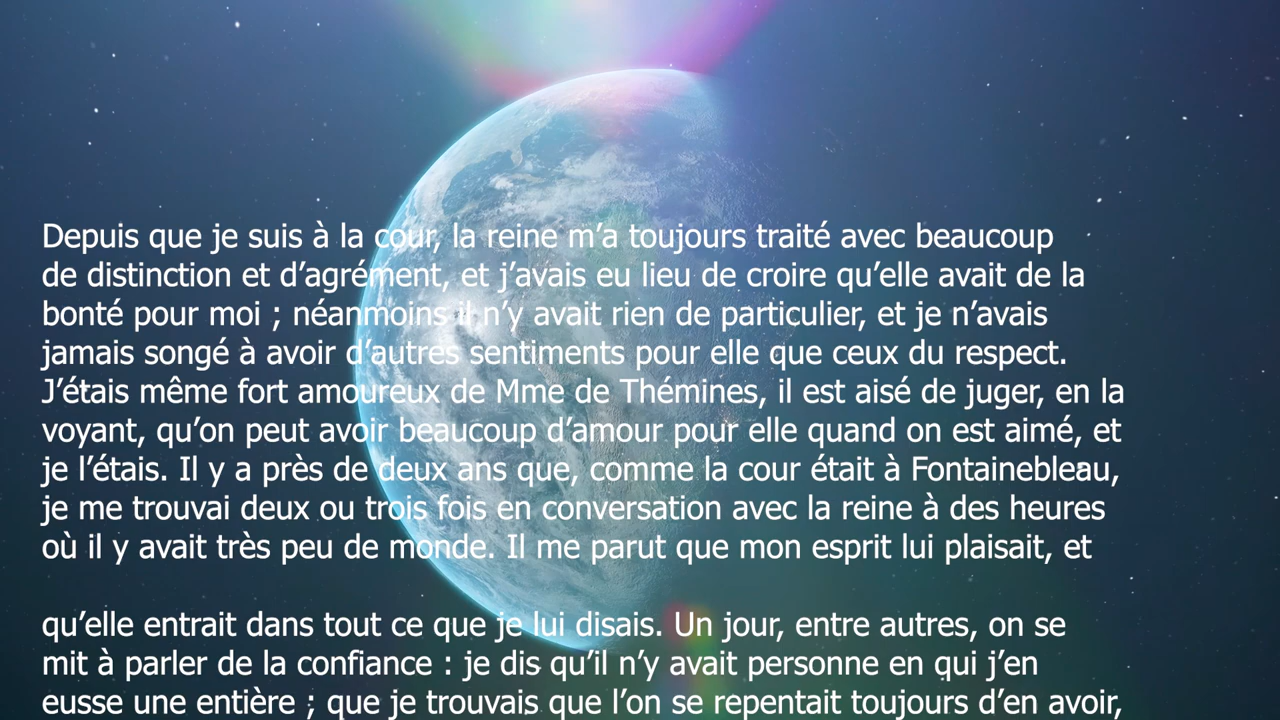 Depuis que je suis à la cour, la reine m’a toujours traité avec beaucoup
de distinction et d’agrément, et j’avais eu lieu de croire qu’elle avait de la
bonté pour moi ; néanmoins il n’y avait rien de particulier, et je n’avais
jamais songé à avoir d’autres sentiments pour elle que ceux du respect.
J’étais même fort amoureux de Mme de Thémines, il est aisé de juger, en la
voyant, qu’on peut avoir beaucoup d’amour pour elle quand on est aimé, et
je l’étais. Il y a près de deux ans que, comme la cour était à Fontainebleau,
je me trouvai deux ou trois fois en conversation avec la reine à des heures
où il y avait très peu de monde. Il me parut que mon esprit lui plaisait, et
qu’elle entrait dans tout ce que je lui disais. Un jour, entre autres, on se
mit à parler de la confiance : je dis qu’il n’y avait personne en qui j’en
eusse une entière ; que je trouvais que l’on se repentait toujours d’en avoir,